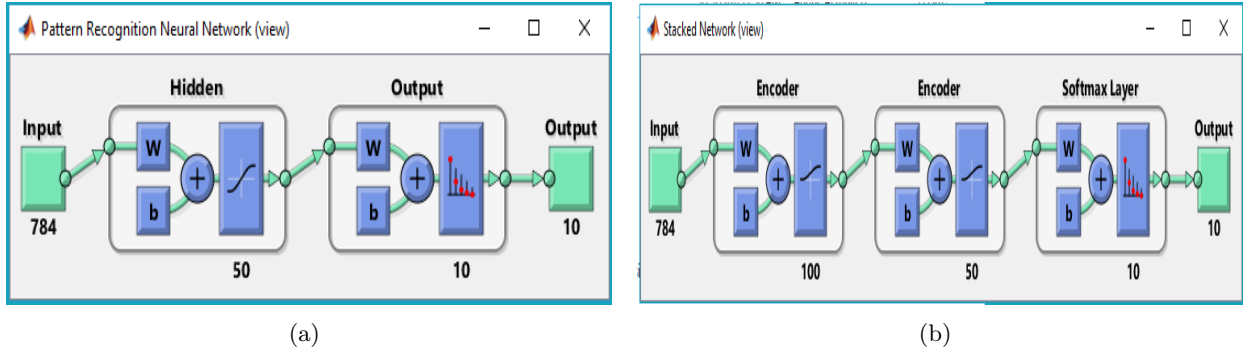 Pattern Recognition Neural Network (view)
Hidden
Output
Input
Output
W
W
b
b
784
10
50
10
(a)
Stacked Network (view)
Encoder
Encoder
Softmax Layer
Input
Output
W
W
W
b
b
b
784
10
100
50
10
(b)